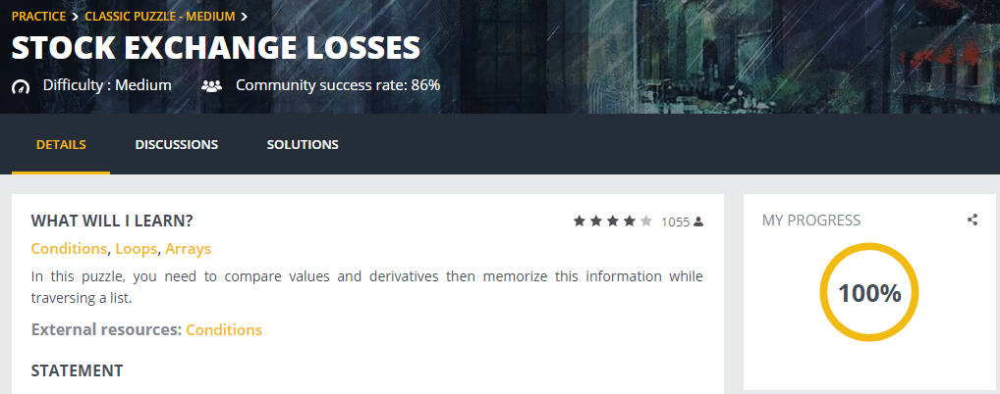 PRACTICE > CLASSIC PUZZLE - MEDIUM >
STOCK EXCHANGE LOSSES
Difficulty : Medium Community success rate: 86%
DETAILS DISCUSSIONS SOLUTIONS
WHAT WILL I LEARN? 1055
Conditions, Loops, Arrays
In this puzzle, you need to compare values and derivatives then memorize this information while
traversing a list.
External resources: Conditions
STATEMENT
MY PROGRESS
100%